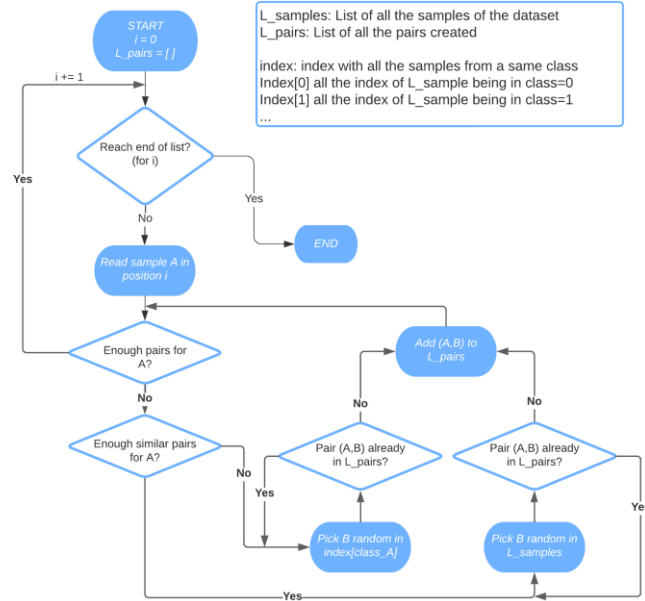 START
i = 0
L_pairs = [ ]
L_samples: List of all the samples of the dataset
L_pairs: List of all the pairs created
index: index with all the samples from a same class
Index[0] all the index of L_sample being in class=0
Index[1] all the index of L_sample being in class=1
...
i += 1
Reach end of list?
(for i)
Yes
Yes
No
END
Read sample A in
position i
Enough pairs for
A?
Add (A,B) to
L_pairs
No
No
No
Enough similar pairs
for A?
No
Pair (A,B) already
in L_pairs?
Pair (A,B) already
in L_pairs?
Yes
Ye
Pick B random in
index[class_A]
Pick B random in
L_samples
Yes